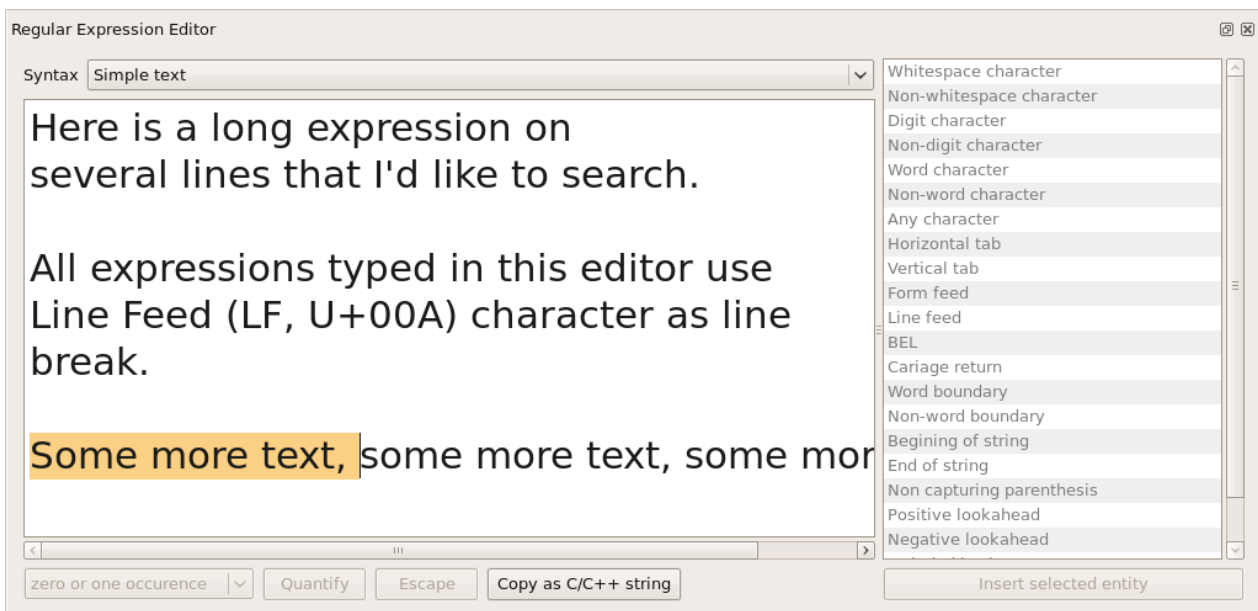 Regular Expression Editor
Syntax Simple text
Here is a long expression on
several lines that I'd like to search.
All expressions typed in this editor use
Line Feed (LF, U+00A) character as line
break.
Some more text, some more text, some mor
Whitespace character
Non-whitespace character
Digit character
Non-digit character
Word character
Non-word character
Any character
Horizontal tab
Vertical tab
Form feed
Line feed
BEL
Cariage return
Word boundary
Non-word boundary
Begining of string
End of string
Non capturing parenthesis
Positive lookahead
Negative lookahead
zero or one occurence Quantify Escape Copy as C/C++ string Insert selected entity